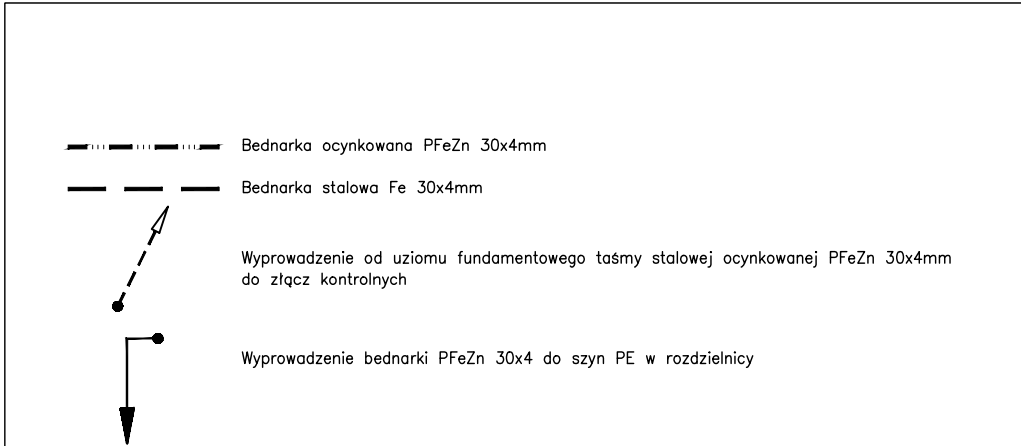 Bednarka ocynkowana PFeZn 30x4mm
Bednarka stalowa Fe 30x4mm
Wyprowadzenie od uziomu fundamentowego taśmy stalowej ocynkowanej PFeZn 30x4mm
do złącz kontrolnych
Wyprowadzenie bednarki PFeZn 30x4 do szyn PE w rozdzielnicy